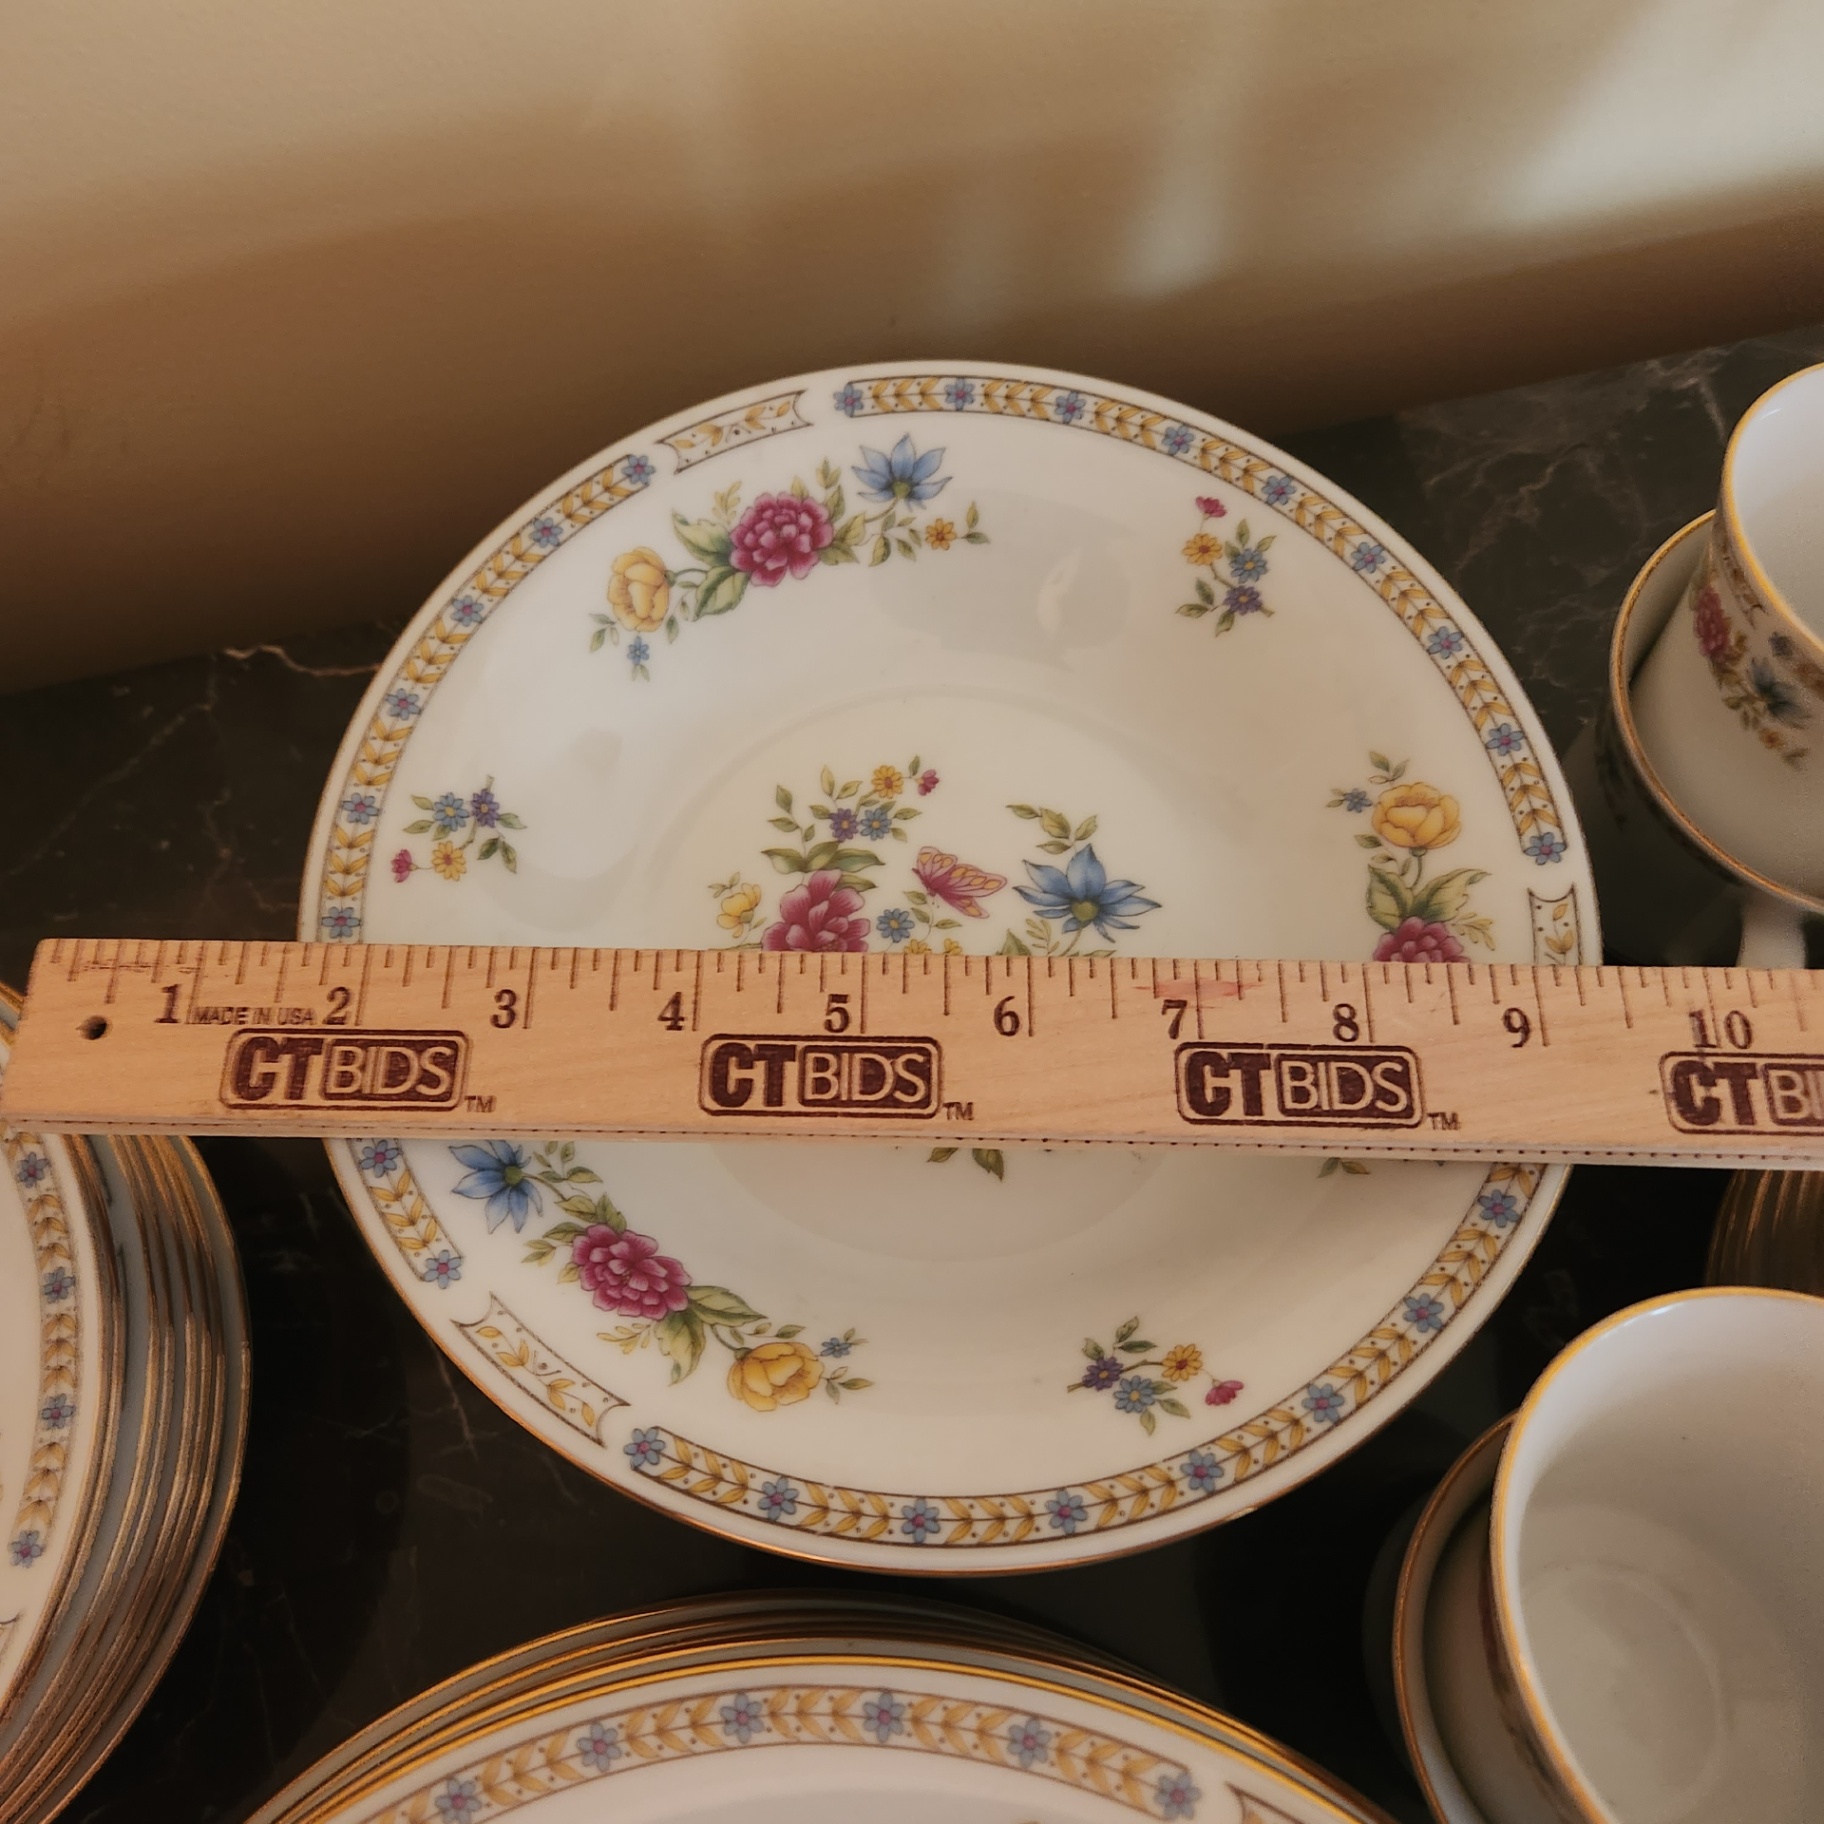 1 2 3 4 5 6 7 8 9 10
MADE IN USA
CTBIDS™ CTBIDS™ CTBIDS™ CTBI